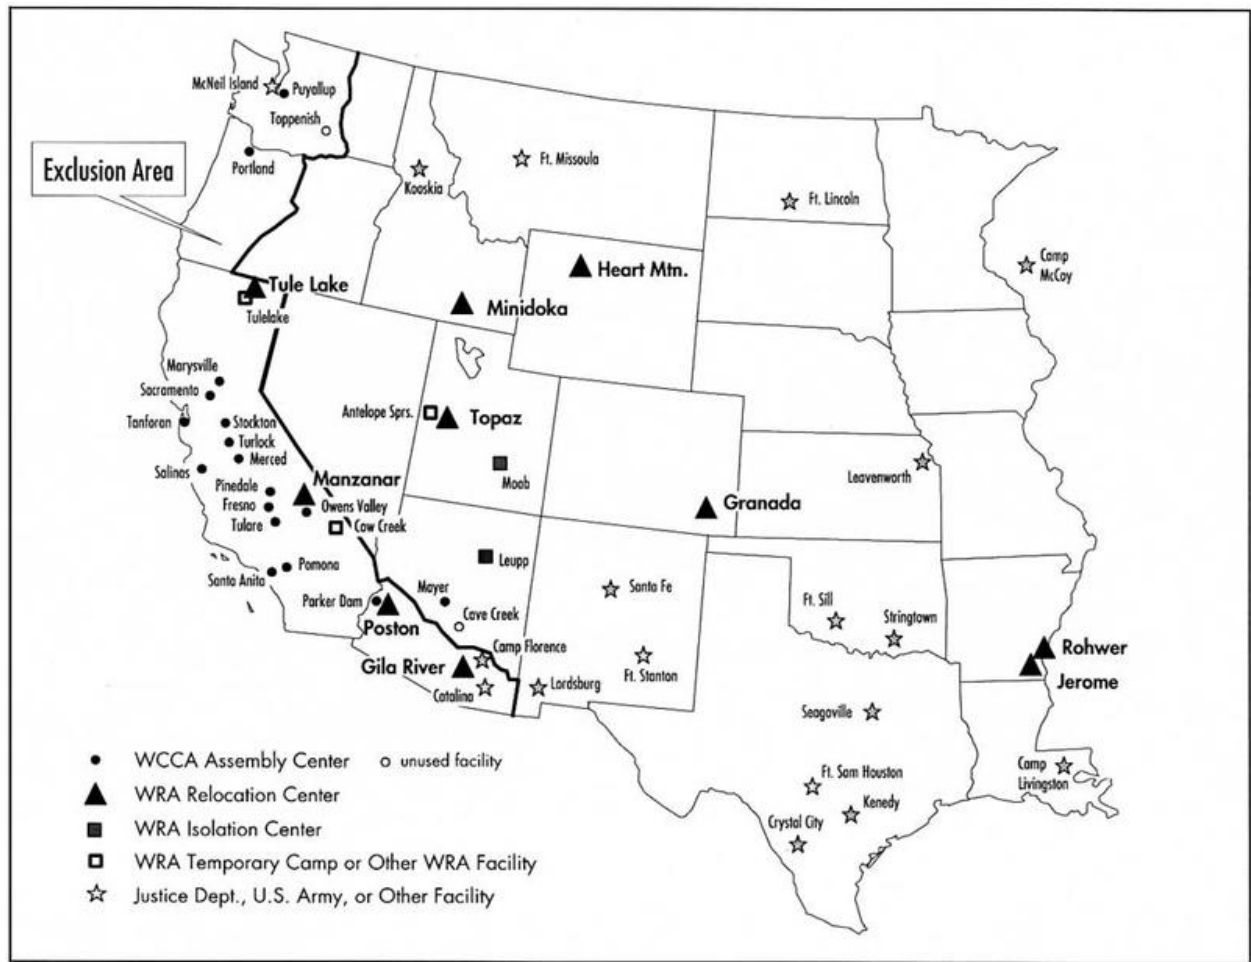 McNeil Island
Puyallup
Toppenish
Portland
Exclusion Area
Kooskia
Ft. Missoula
Ft. Lincoln
Camp
McCoy
Heart Mtn.
Tule Lake
Tulelake
Minidoka
Marysville
Sacramento
Tanforan
Stockton
Turlock
Merced
Salinas
Pinedale
Fresno
Tulare
Manzanar
Owens Valley
Cow Creek
Antelope Sprs.
Topaz
Moab
Granada
Leavenworth
Santa Anita
Pomona
Leupp
Parker Dam
Mayer
Cave Creek
Poston
Camp Florence
Gila River
Catalina
Lordsburg
Santa Fe
Ft. Stanton
Ft. Sill
Stringtown
Rohwer
Jerome
Seagoville
Ft. Sam Houston
Kenedy
Crystal City
Camp
Livingston
WCCA Assembly Center
unused facility
WRA Relocation Center
WRA Isolation Center
WRA Temporary Camp or Other WRA Facility
Justice Dept., U.S. Army, or Other Facility